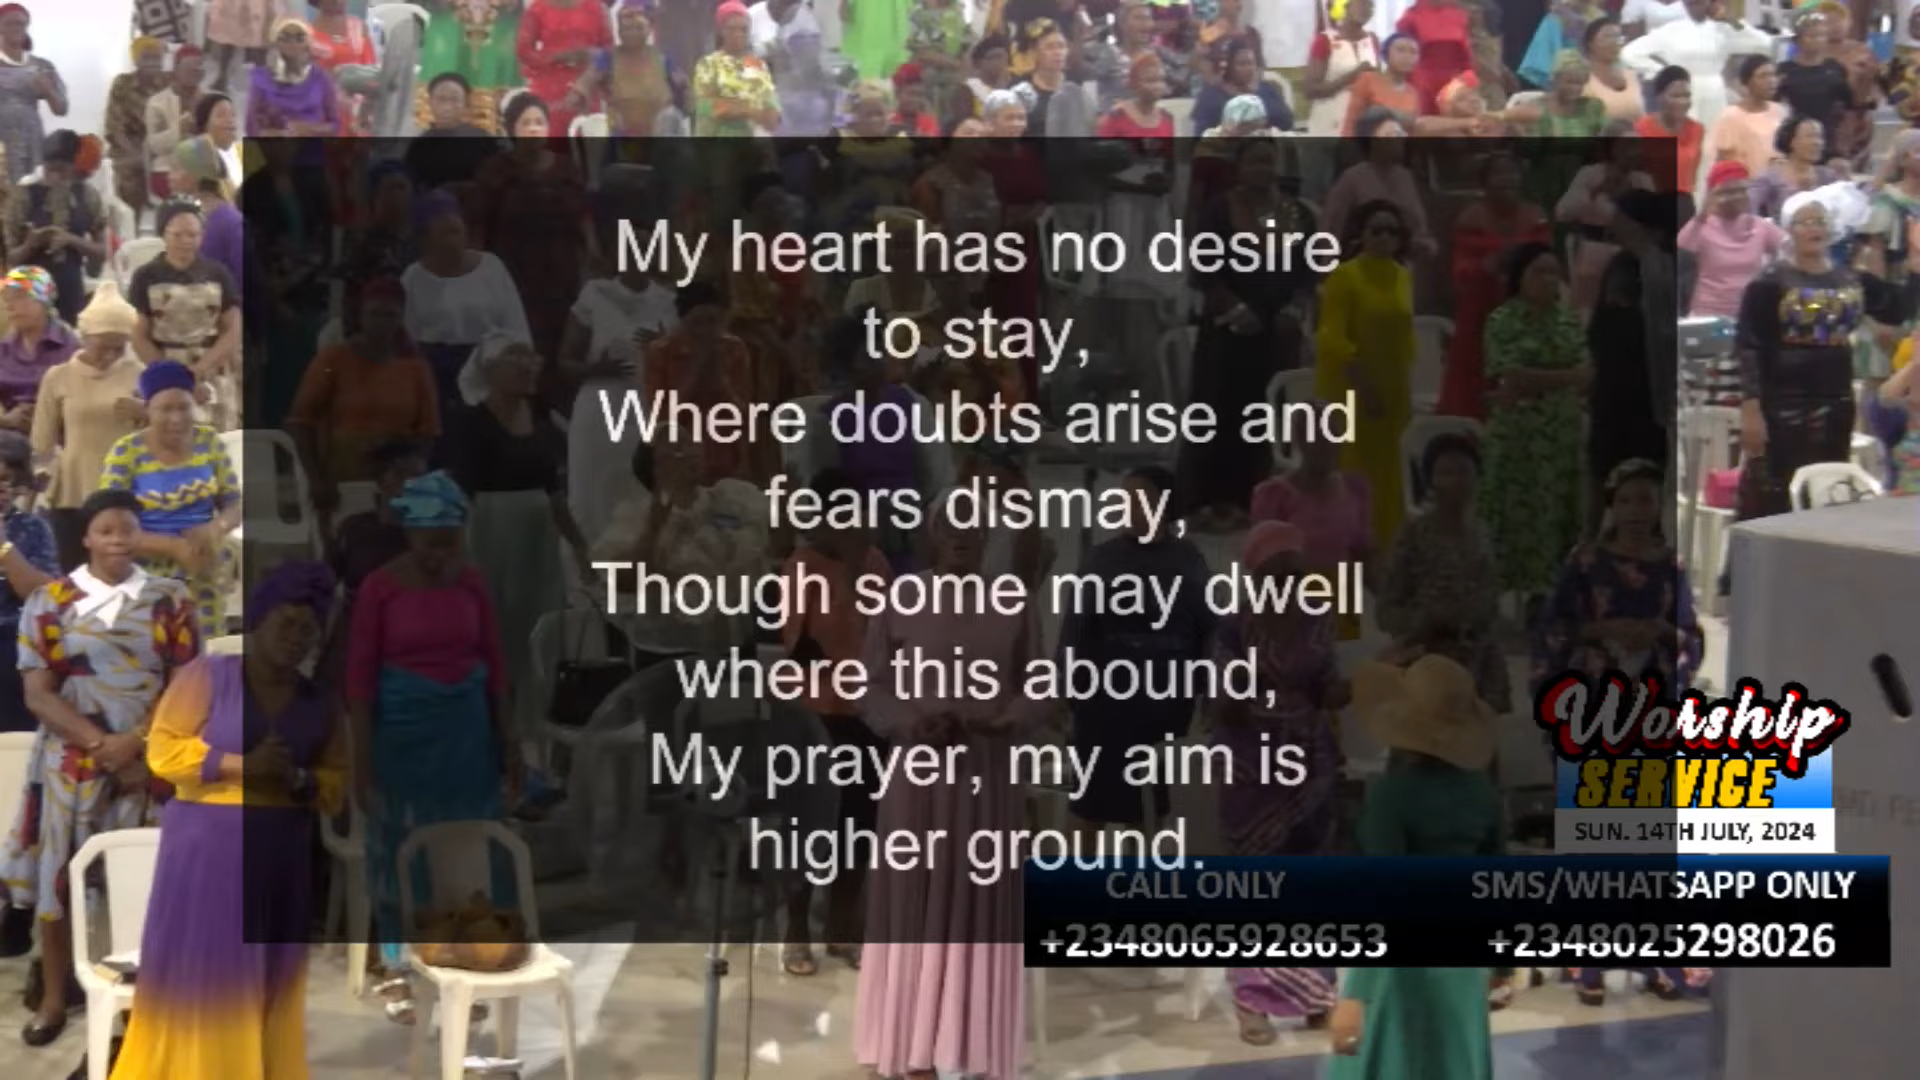 My heart has no desire
to stay,
Where doubts arise and
fears dismay,
Though some may dwell
where this abound,
My prayer, my aim is
higher ground.
Worship
SERVICE
SUN. 14TH JULY, 2024
CALL ONLY
+2348065928653
SMS/WHATSAPP ONLY
+2348025298026